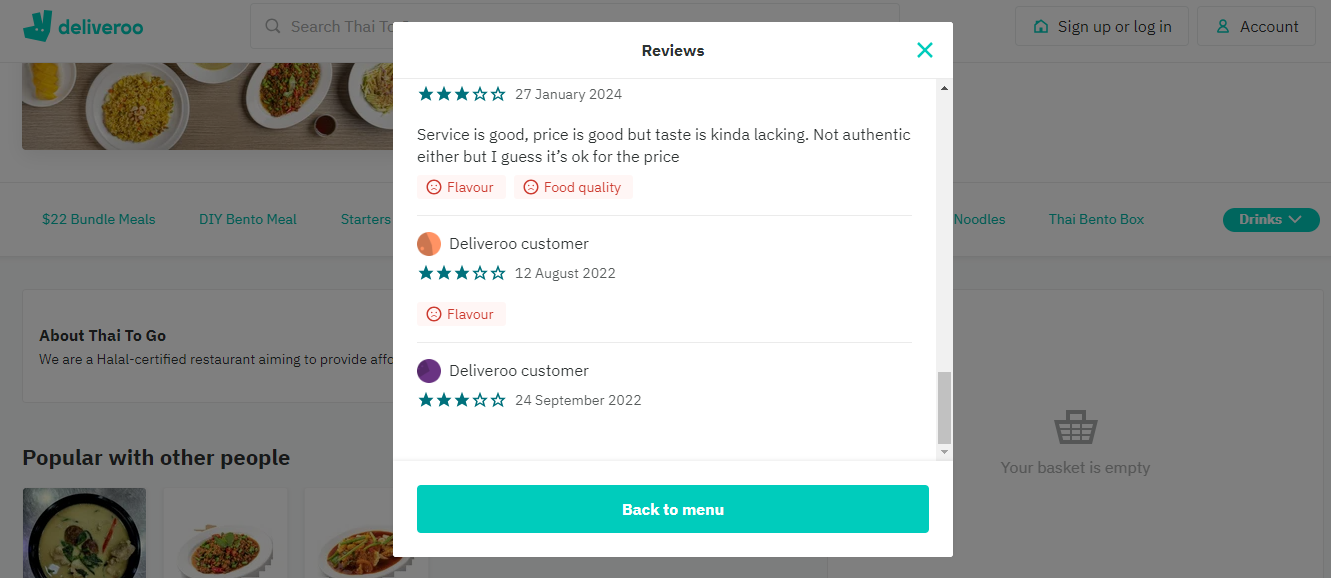 deliveroo
Search Thai To G
Sign up or log in
Account
Reviews
27 January 2024
Service is good, price is good but taste is kinda lacking. Not authentic
either but I guess it’s ok for the price
Flavour
Food quality
$22 Bundle Meals
DIY Bento Meal
Starters
Noodles
Thai Bento Box
Drinks
Deliveroo customer
12 August 2022
Flavour
About Thai To Go
We are a Halal-certified restaurant aiming to provide affo
Deliveroo customer
24 September 2022
Popular with other people
Your basket is empty
Back to menu